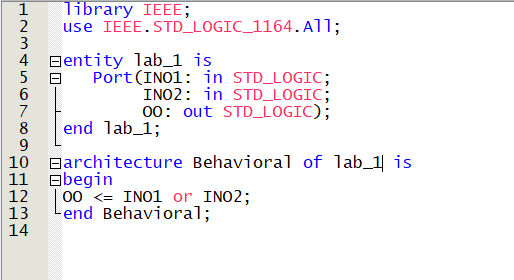 1 library IEEE;
2 use IEEE.STD_LOGIC_1164.All;
3
4 entity lab_1 is
5 Port(INO1: in STD_LOGIC;
6 INO2: in STD_LOGIC;
7 OO: out STD_LOGIC);
8 end lab_1;
9
10 architecture Behavioral of lab_1 is
11 begin
12 OO <= INO1 or INO2;
13 end Behavioral;
14